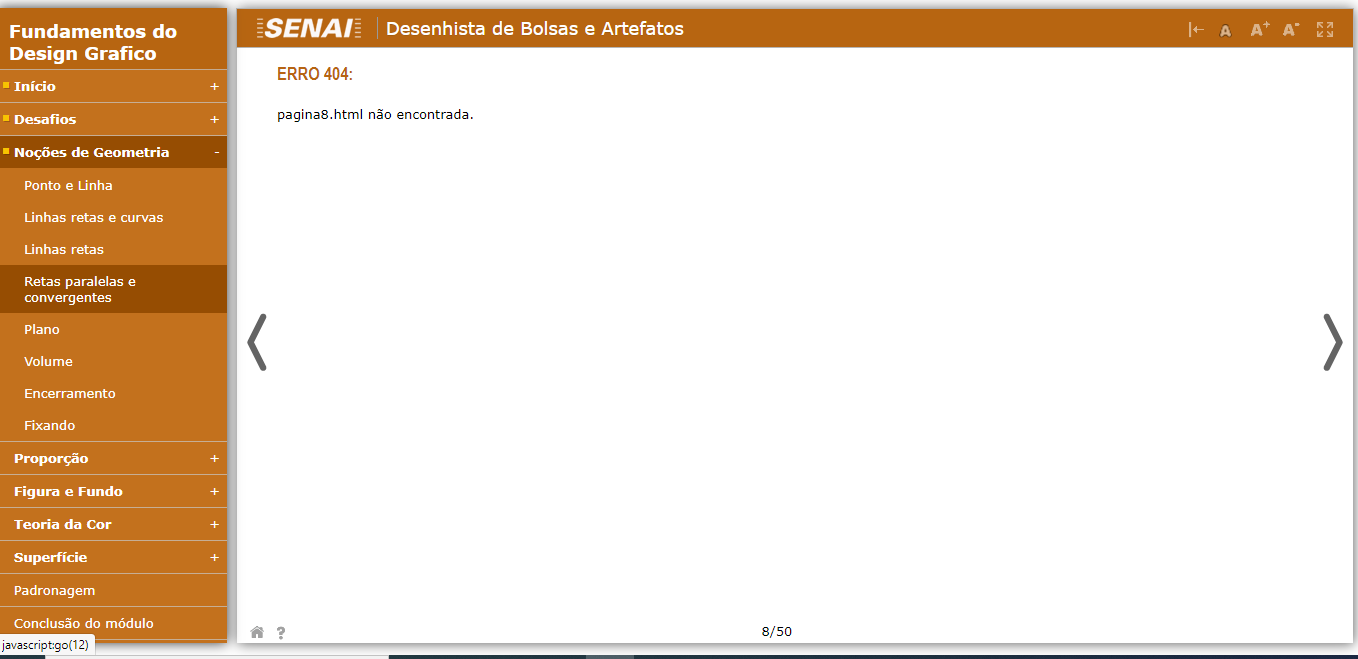 Fundamentos do
Design Grafico
Início +
Desafios +
Noções de Geometria -
Ponto e Linha
Linhas retas e curvas
Linhas retas
Retas paralelas e
convergentes
Plano
Volume
Encerramento
Fixando
Proporção +
Figura e Fundo +
Teoria da Cor +
Superfície +
Padronagem
Conclusão do módulo
javascript:go(12)
SENAI Desenhista de Bolsas e Artefatos A A+ A-
ERRO 404:
pagina8.html não encontrada.
? 8/50